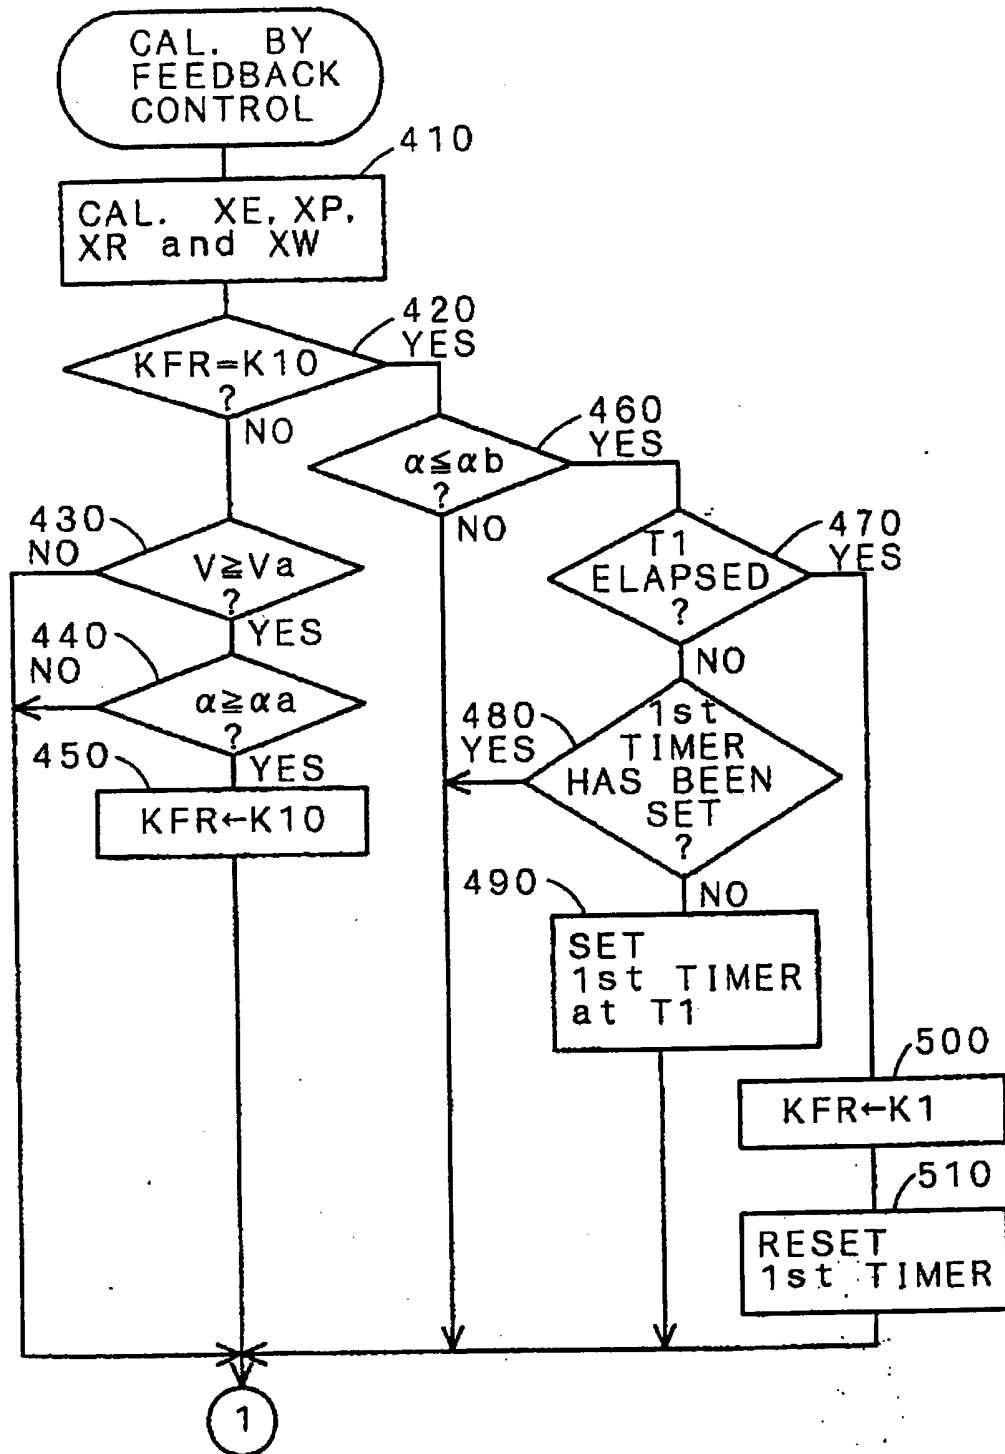 CAL. BY
FEEDBACK
CONTROL
410
CAL. XE, XP,
XR and XW
420
YES
KFR=K10
?
NO
460
YES
α≦αb
?
NO
430
NO
V≧Va
?
YES
470
YES
T1
ELAPSED
?
NO
440
NO
α≧αa
?
YES
480
YES
1st
TIMER
HAS BEEN
SET
?
NO
450
KFR←K10
490
SET
1st TIMER
at T1
500
KFR←K1
510
RESET
1st TIMER
1